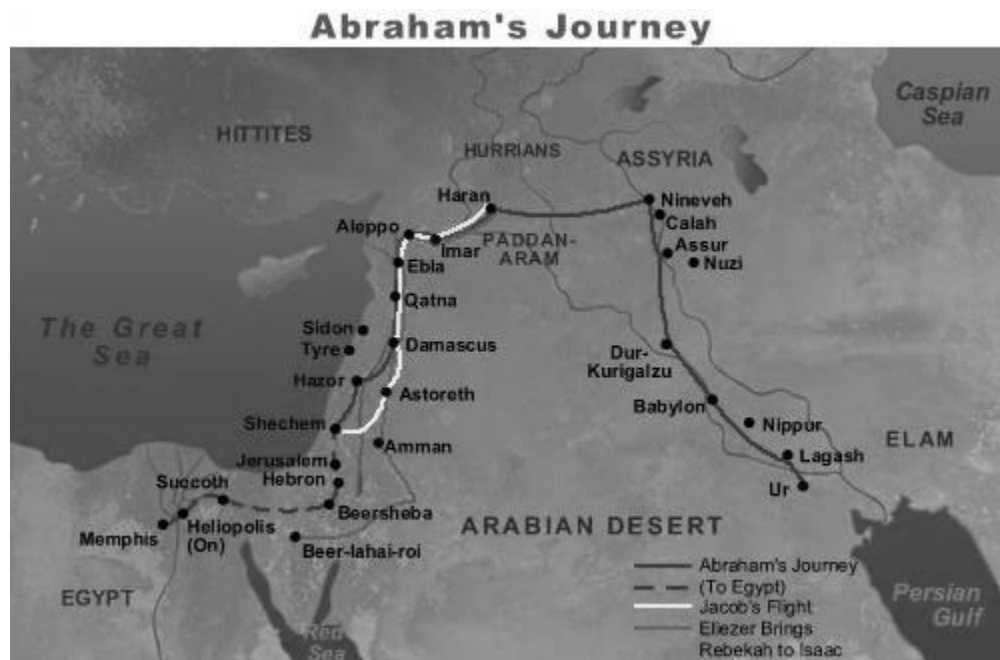 Abraham's Journey
Caspian
Sea
HITTITES
HURRIANS
ASSYRIA
Haran
Nineveh
Calah
Aleppo
Imar
PADDAN-
ARAM
Assur
Nuzi
Ebla
Qatna
The Great
Sea
Sidon
Tyre
Damascus
Dur-
Kurigalzu
Hazor
Astoreth
Babylon
Shechem
Amman
Nippur
ELAM
Jerusalem
Hebron
Lagash
Succoth
Ur
Beersheba
Heliopolis
(On)
Memphis
ARABIAN DESERT
Beer-lahai-roi
EGYPT
Red
Sea
Persian
Gulf
Abraham's Journey
(To Egypt)
Jacob's Flight
Eliezer Brings
Rebekah to Isaac